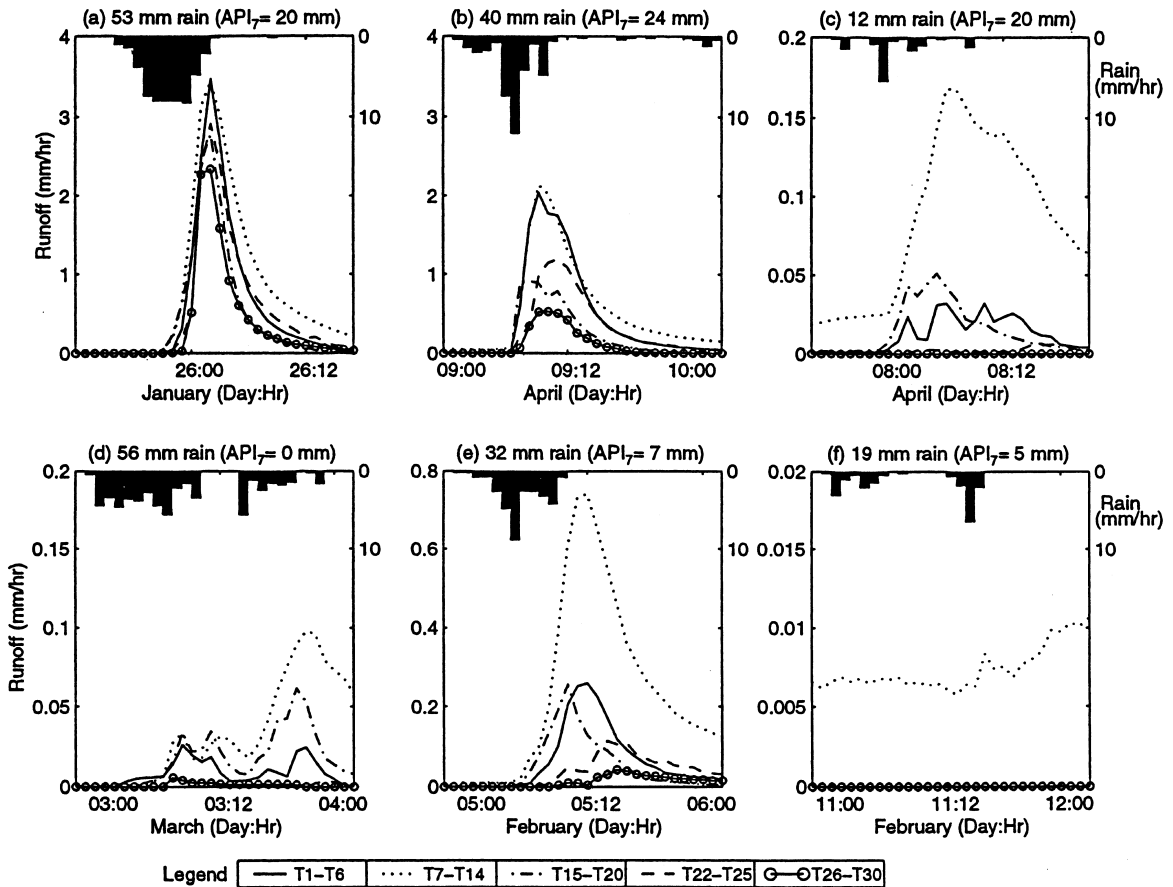 (a) 53 mm rain (API7= 20 mm)
(b) 40 mm rain (API7= 24 mm)
(c) 12 mm rain (API7= 20 mm)
4
3
2
1
0
0
10
Runoff (mm/hr)
26:00 26:12
January (Day:Hr)
4
3
2
1
0
0
10
09:00 09:12 10:00
April (Day:Hr)
0.2
0.15
0.1
0.05
0
0
10
Rain
(mm/hr)
08:00 08:12
April (Day:Hr)
(d) 56 mm rain (API7= 0 mm)
(e) 32 mm rain (API7= 7 mm)
(f) 19 mm rain (API7= 5 mm)
0.2
0.15
0.1
0.05
0
0
10
Runoff (mm/hr)
03:00 03:12 04:00
March (Day:Hr)
0.8
0.6
0.4
0.2
0
0
10
05:00 05:12 06:00
February (Day:Hr)
0.02
0.015
0.01
0.005
0
0
10
Rain
(mm/hr)
11:00 11:12 12:00
February (Day:Hr)
Legend T1–T6 T7–T14 T15–T20 T22–T25 T26–T30